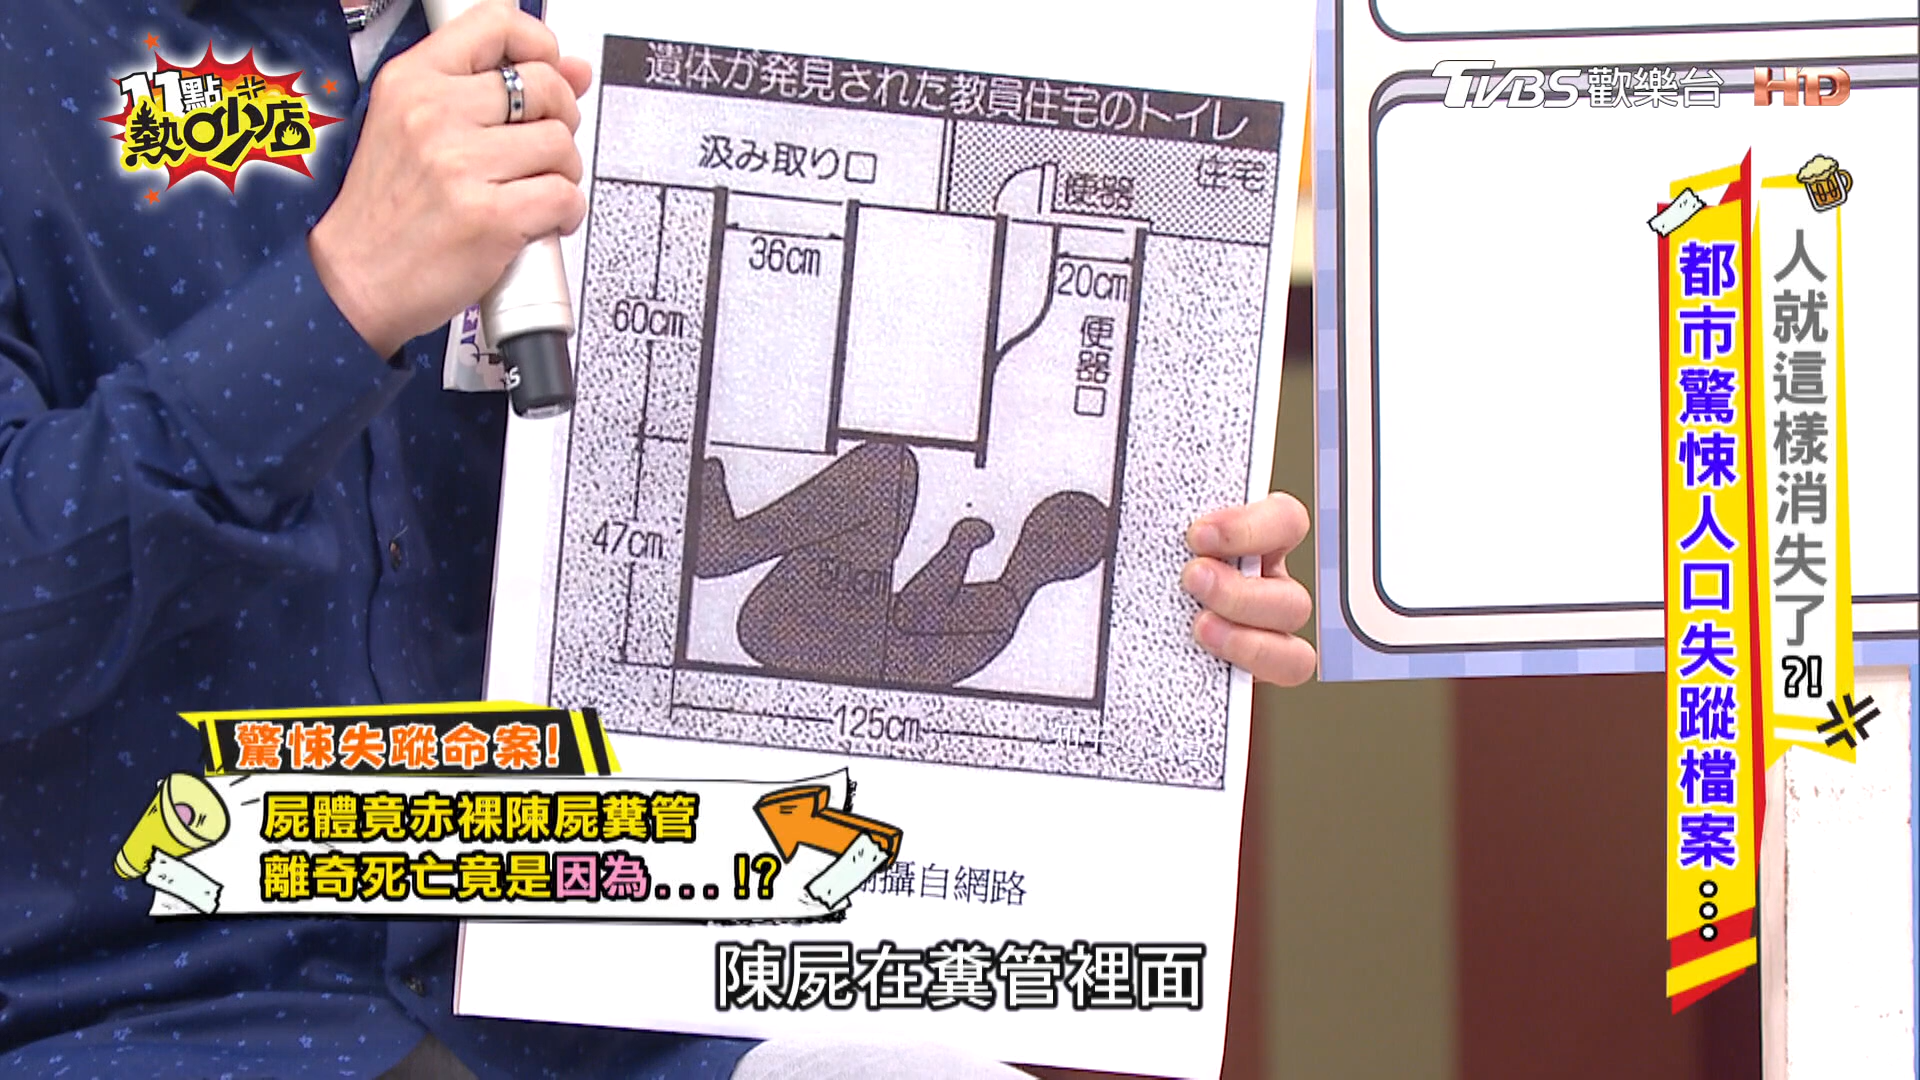 11點
熱吵店
TVBS歡樂台 HD
遺体が発見された教員住宅のトイレ
汲み取り口
住宅
便器
36cm
20cm
60cm
便器口
47cm
125cm
人就這樣消失了?!
都市驚悚人口失蹤檔案...
驚悚失蹤命案!
屍體竟赤裸陳屍糞管
離奇死亡竟是因為...!?
攝自網路
陳屍在糞管裡面